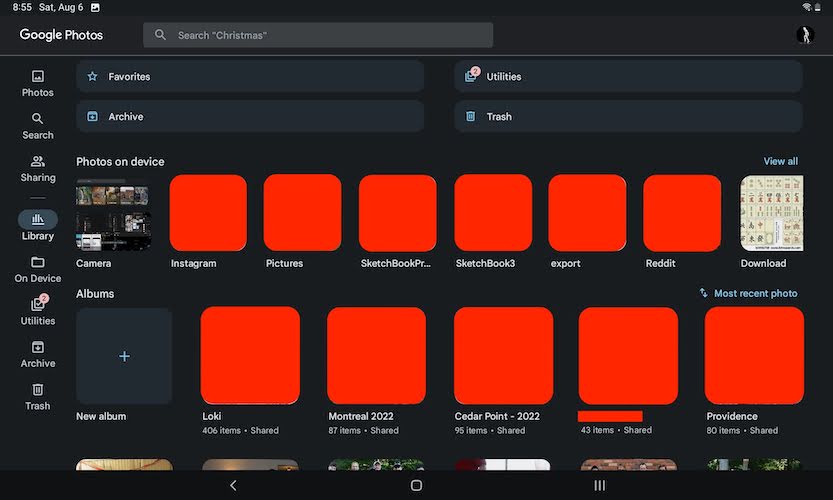 8:55 Sat, Aug 6
Google Photos
Search "Christmas"
Photos
Search
Sharing
Library
On Device
2
Utilities
Archive
Trash
Favorites
2
Utilities
Archive
Trash
Photos on device
View all
Camera
Instagram
Pictures
SketchBookPr...
SketchBook3
export
Reddit
Download
Albums
Most recent photo
New album
Loki
406 items • Shared
Montreal 2022
87 items • Shared
Cedar Point - 2022
95 items • Shared
43 items • Shared
Providence
80 items • Shared